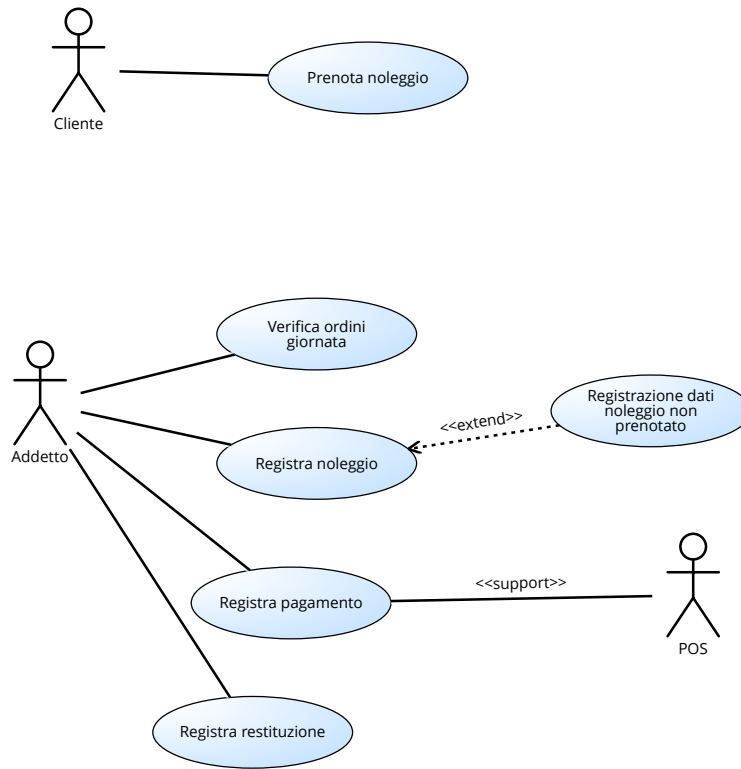 Prenota noleggio
Cliente
Verifica ordini
giornata
Registrazione dati
noleggio non
prenotato
<<extend>>
Addetto
Registra noleggio
<<support>>
Registra pagamento
POS
Registra restituzione